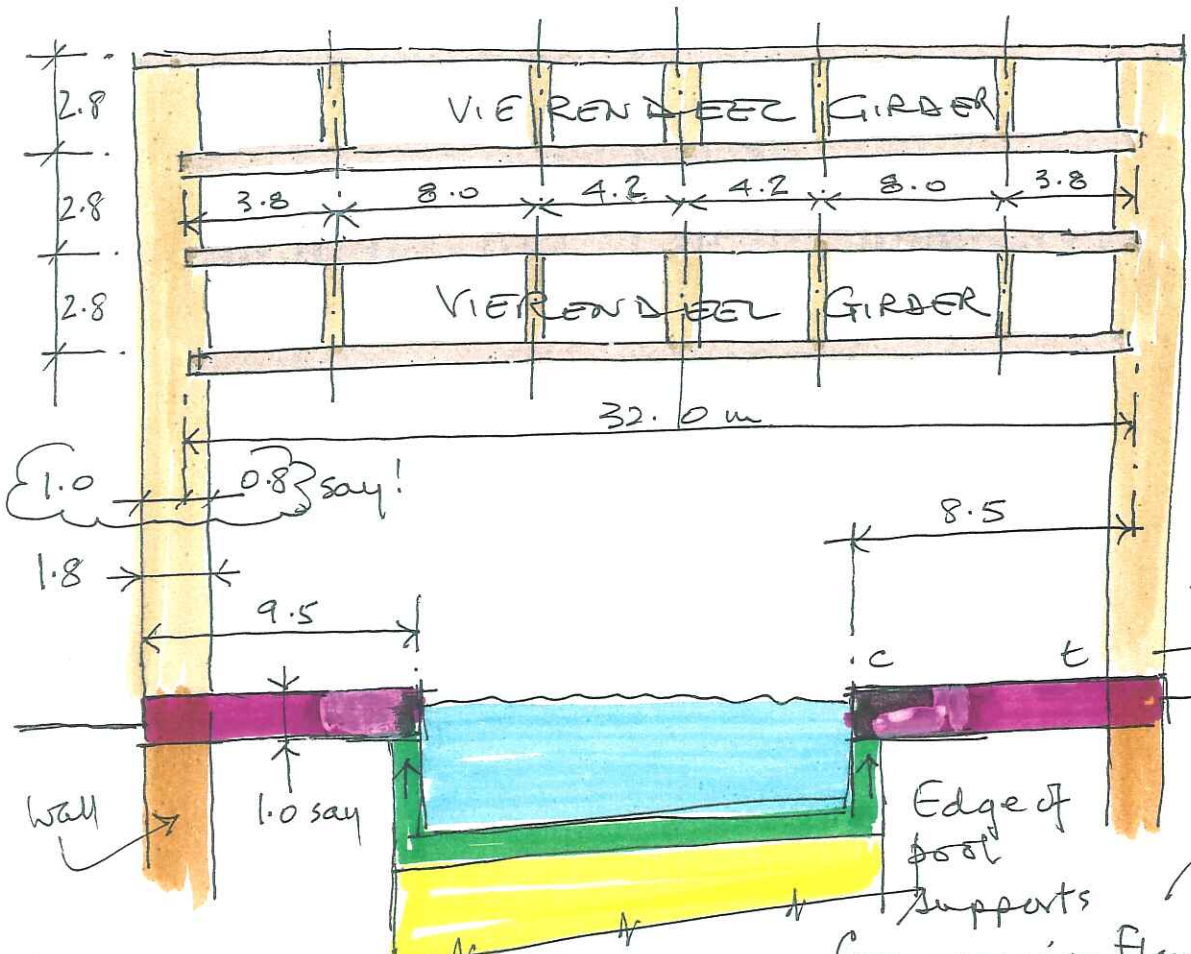 2.8
VIERENDEEL GIRDER
2.8
3.8 8.0 4.2 4.2 8.0 3.8
2.8
VIERENDEEL GIRDER
32.0 m
1.0 0.8 say!
8.5
1.8
9.5
c t
Wall
1.0 say
Edge of
pool
supports